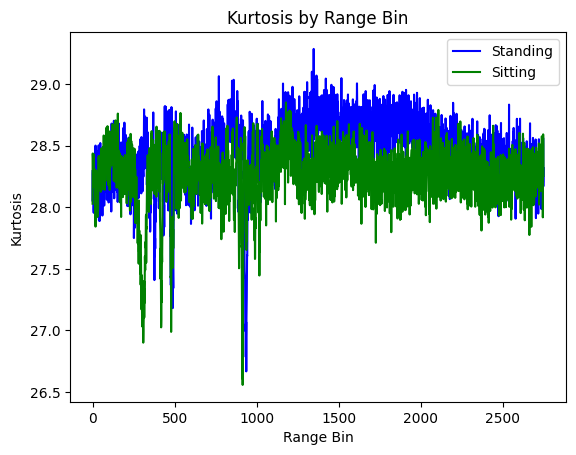 Kurtosis by Range Bin
Standing
Sitting
Kurtosis
29.0
28.5
28.0
27.5
27.0
26.5
0 500 1000 1500 2000 2500
Range Bin